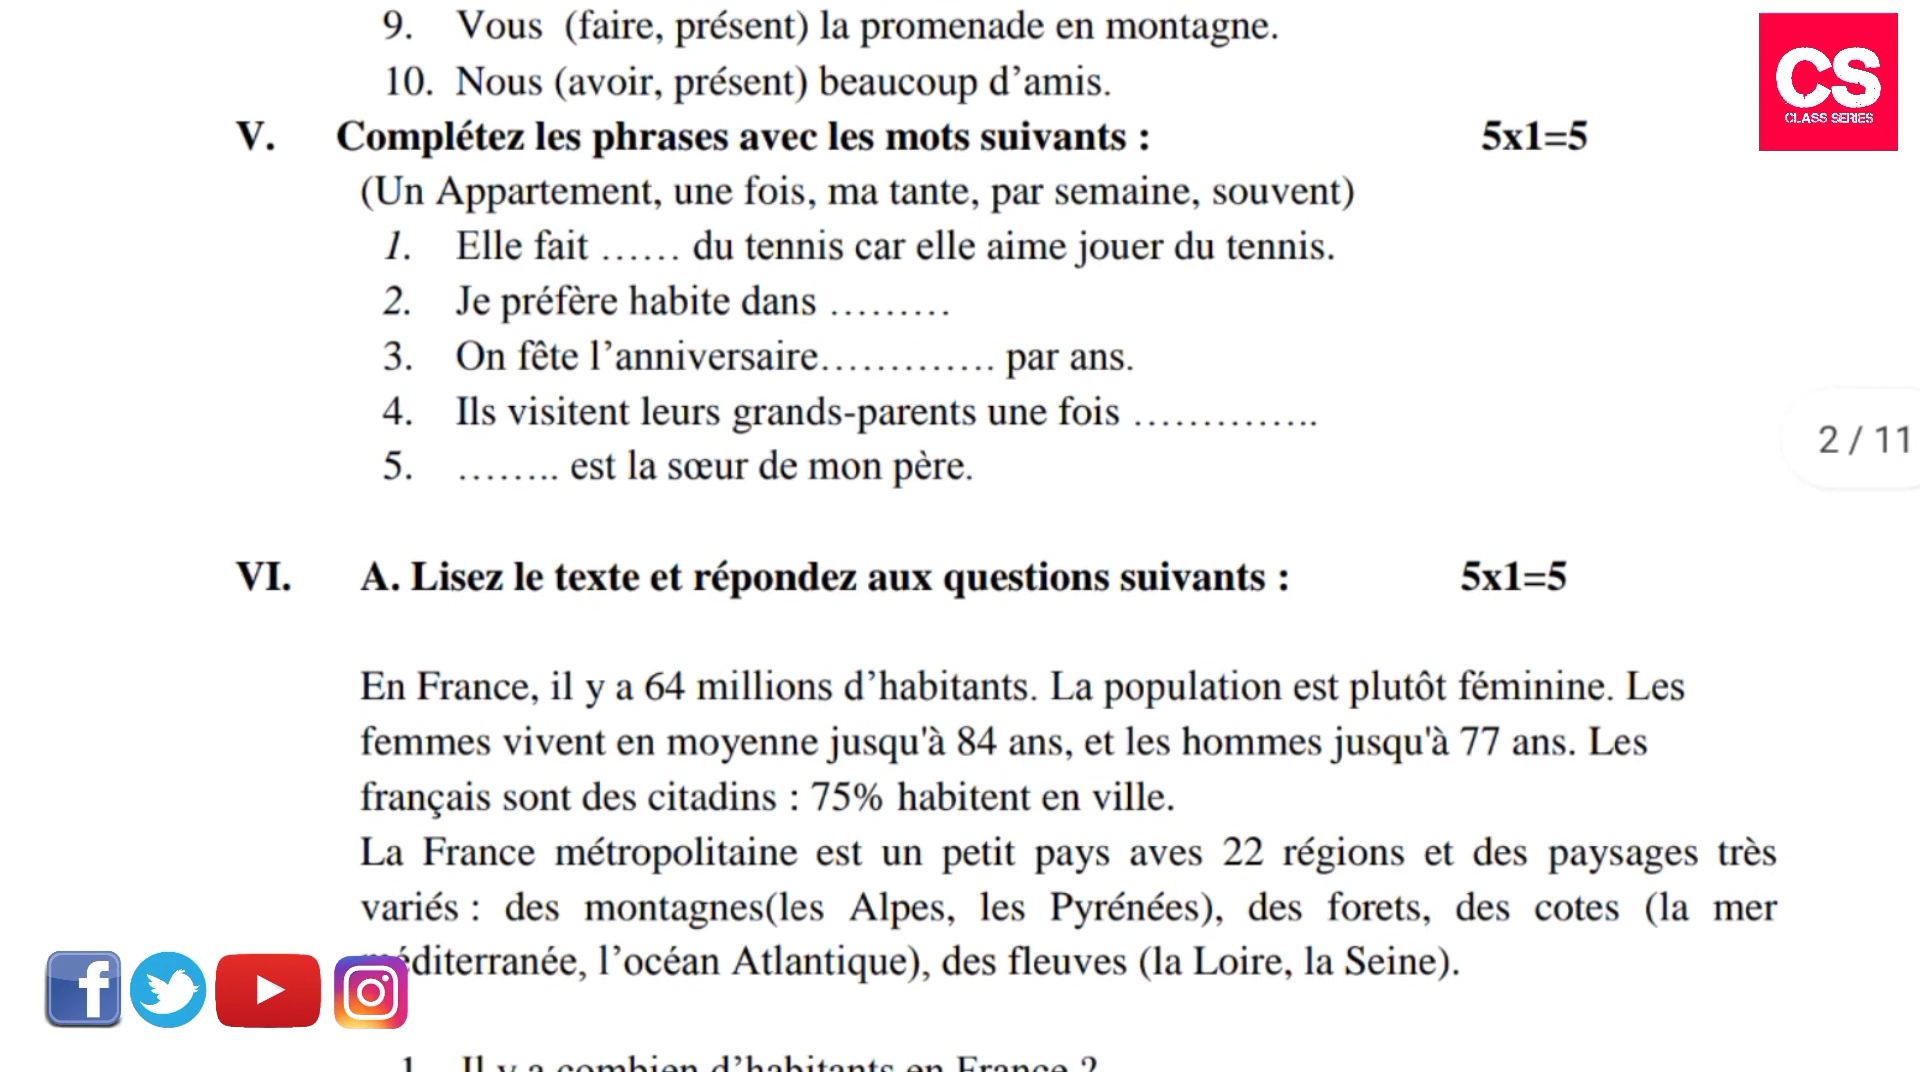 9. Vous (faire, présent) la promenade en montagne.
10. Nous (avoir, présent) beaucoup d’amis.
CS
CLASS SERIES
V. Complétez les phrases avec les mots suivants : 5x1=5
(Un Appartement, une fois, ma tante, par semaine, souvent)
1. Elle fait …… du tennis car elle aime jouer du tennis.
2. Je préfère habite dans ………
3. On fête l’anniversaire…………. par ans.
4. Ils visitent leurs grands-parents une fois …………..
2 / 11
5. …….. est la sœur de mon père.
VI. A. Lisez le texte et répondez aux questions suivants : 5x1=5
En France, il y a 64 millions d’habitants. La population est plutôt féminine. Les
femmes vivent en moyenne jusqu'à 84 ans, et les hommes jusqu'à 77 ans. Les
français sont des citadins : 75% habitent en ville.
La France métropolitaine est un petit pays aves 22 régions et des paysages très
variés : des montagnes(les Alpes, les Pyrénées), des forets, des cotes (la mer
méditerranée, l’océan Atlantique), des fleuves (la Loire, la Seine).
f
1 Il y a combien d’habitants en France ?